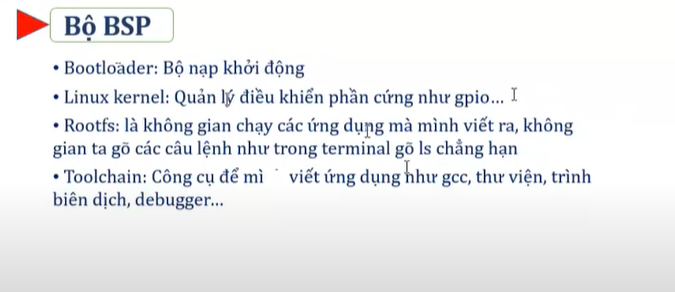 Bộ BSP
• Bootloader: Bộ nạp khởi động
• Linux kernel: Quản lý điều khiển phần cứng như gpio...
• Rootfs: là không gian chạy các ứng dụng mà mình viết ra, không
gian ta gõ các câu lệnh như trong terminal gõ ls chẳng hạn
• Toolchain: Công cụ để viết ứng dụng như gcc, thư viện, trình
biên dịch, debugger...